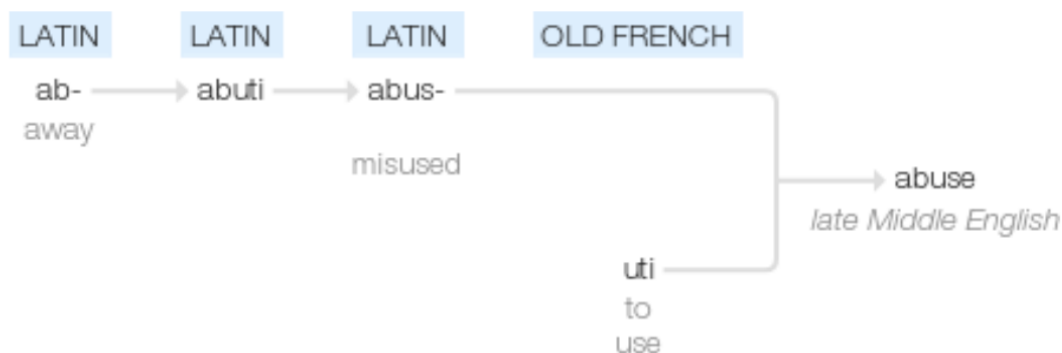 LATIN LATIN LATIN OLD FRENCH
ab- abuti abus-
away
misused
abuse
late Middle English
uti
to
use